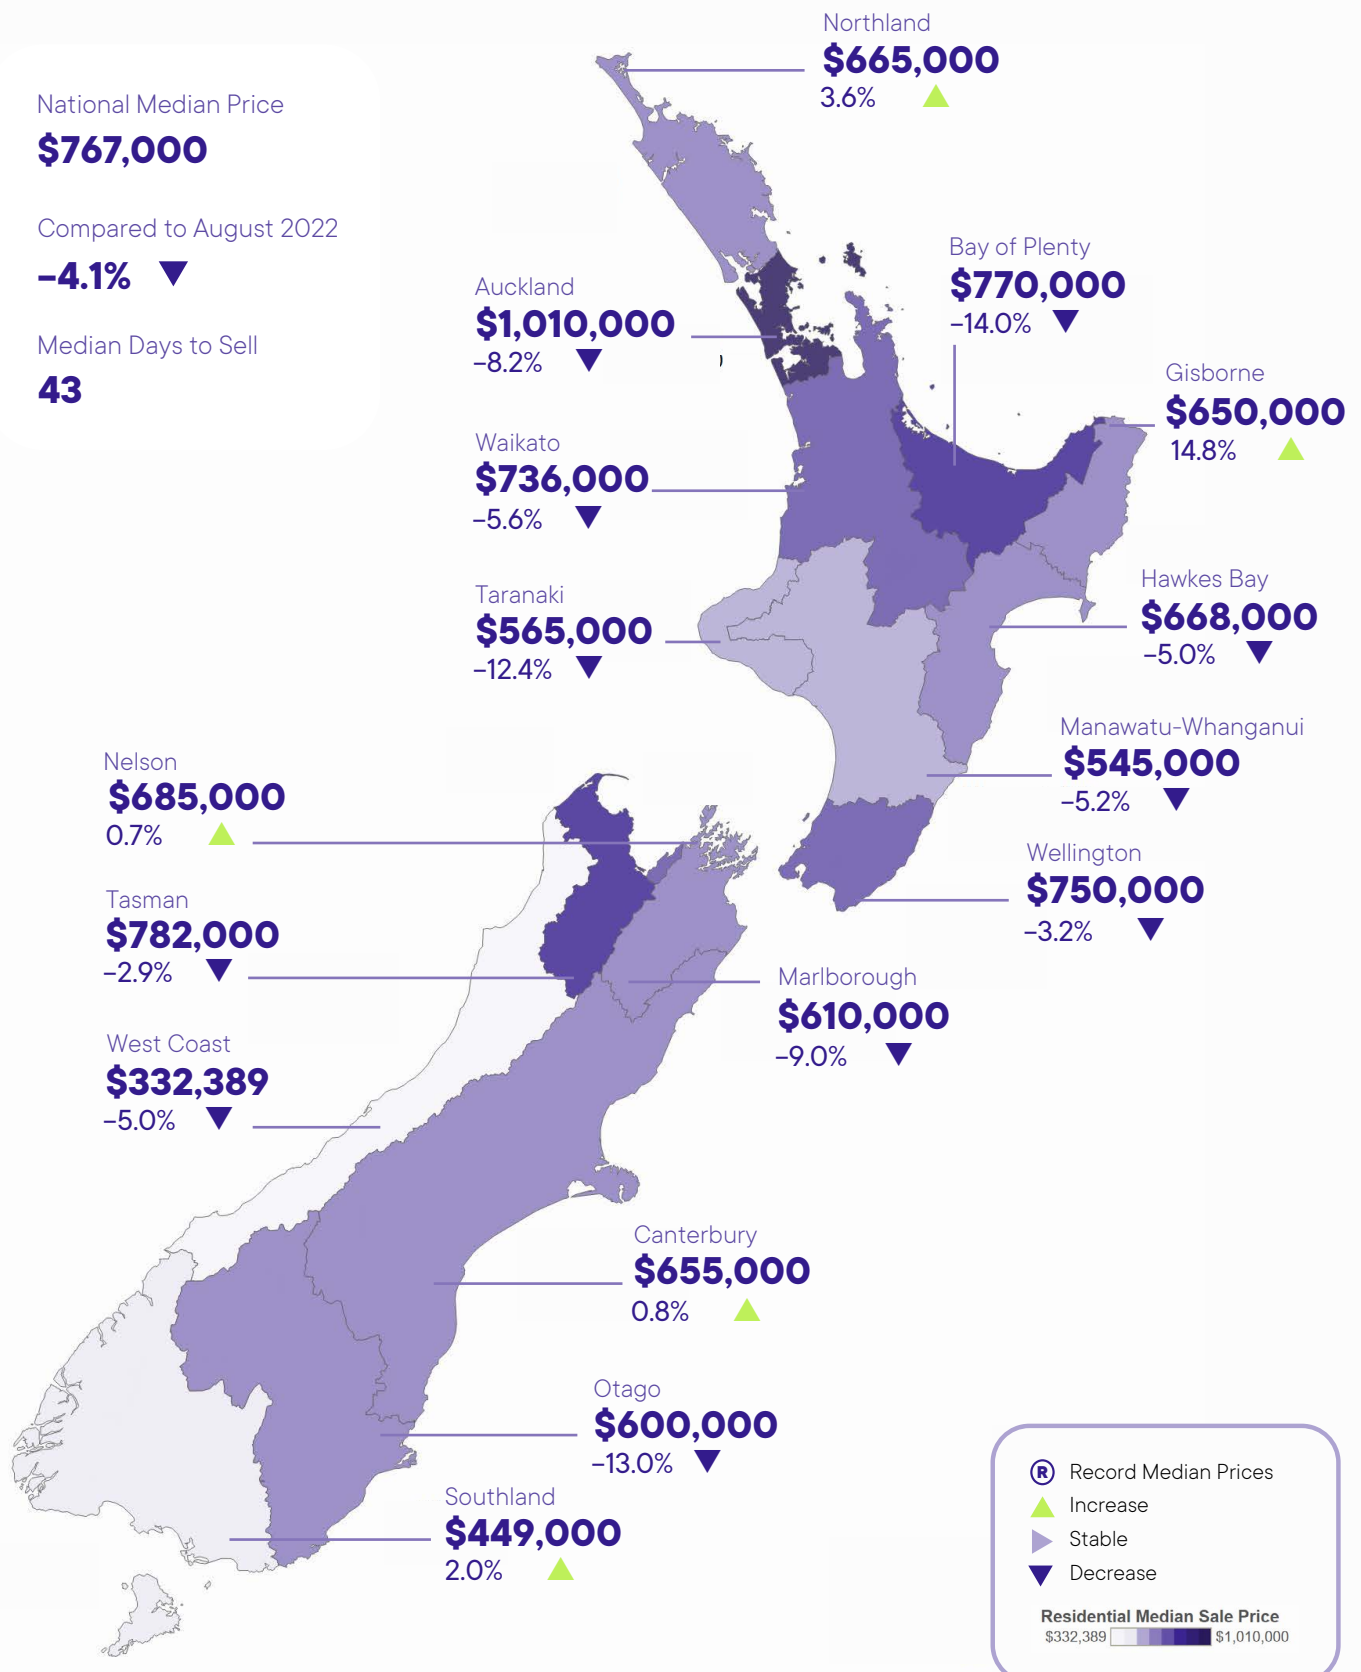 National Median Price
$767,000
Compared to August 2022
–4.1%
Median Days to Sell
43
Northland
$665,000
3.6%
Auckland
$1,010,000
–8.2%
Bay of Plenty
$770,000
–14.0%
Gisborne
$650,000
14.8%
Waikato
$736,000
–5.6%
Taranaki
$565,000
–12.4%
Hawkes Bay
$668,000
–5.0%
Manawatu-Whanganui
$545,000
–5.2%
Wellington
$750,000
–3.2%
Nelson
$685,000
0.7%
Tasman
$782,000
–2.9%
Marlborough
$610,000
–9.0%
West Coast
$332,389
–5.0%
Canterbury
$655,000
0.8%
Otago
$600,000
–13.0%
Southland
$449,000
2.0%
R Record Median Prices
Increase
Stable
Decrease
Residential Median Sale Price
$332,389 $1,010,000